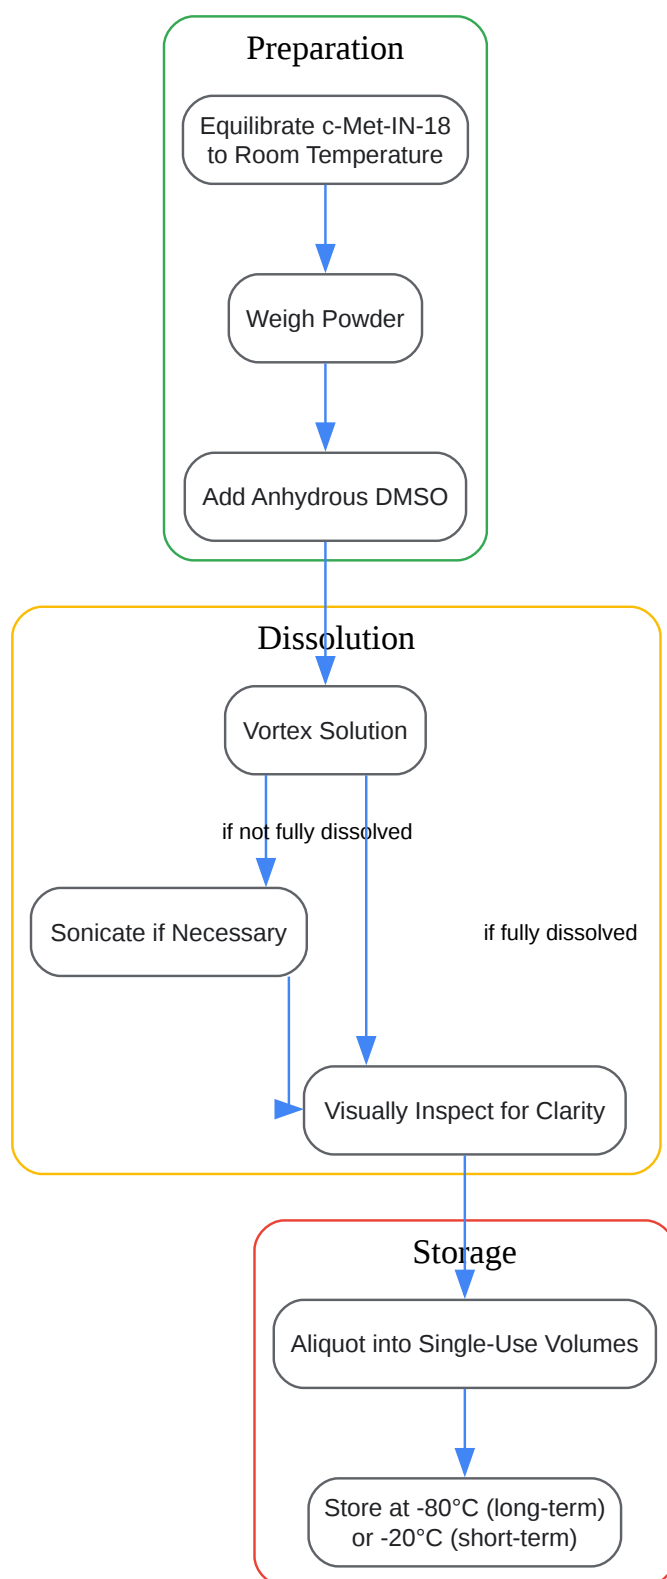 Preparation
Equilibrate c-Met-IN-18
to Room Temperature
Weigh Powder
Add Anhydrous DMSO
Dissolution
Vortex Solution
if not fully dissolved
Sonicate if Necessary
if fully dissolved
Visually Inspect for Clarity
Storage
Aliquot into Single-Use Volumes
Store at -80°C (long-term)
or -20°C (short-term)